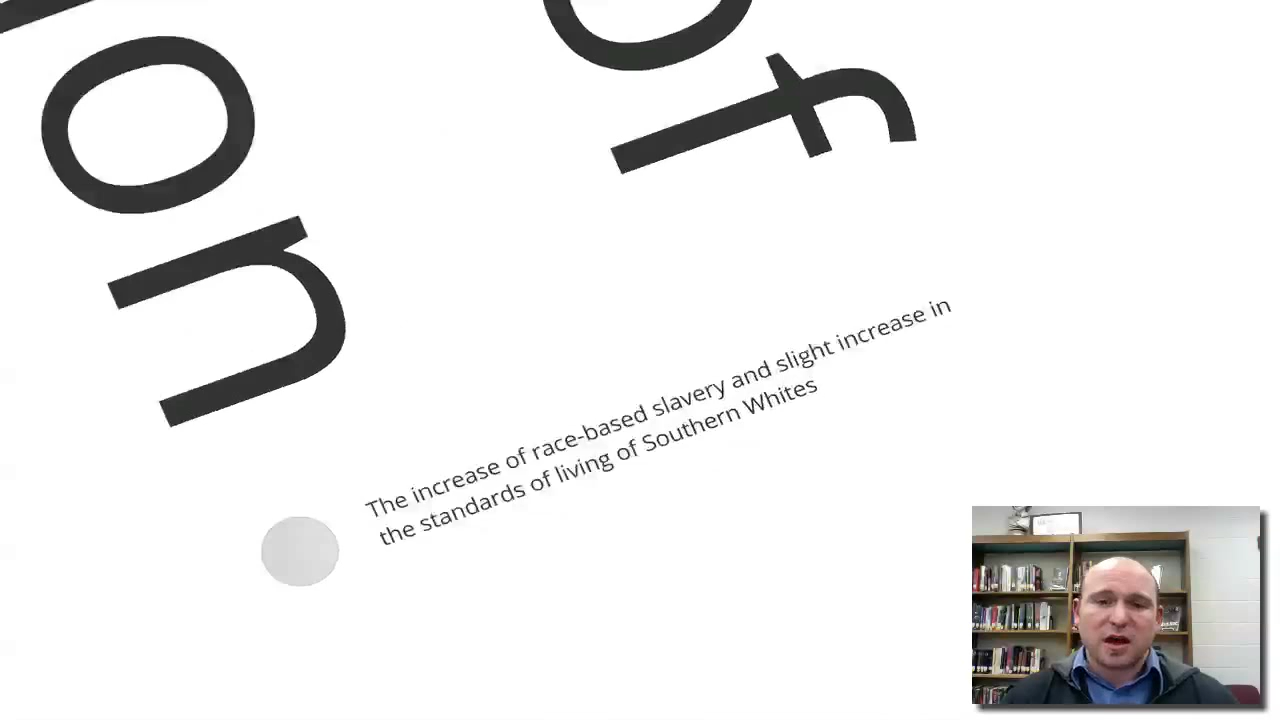 on
of
The increase of race-based slavery and slight increase in
the standards of living of Southern Whites